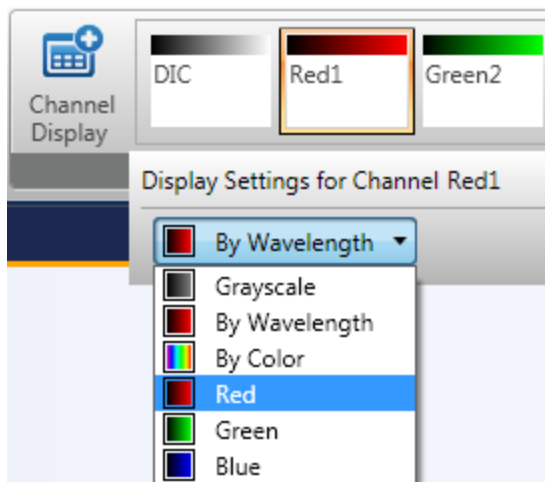 Channel
Display
DIC
Red1
Green2
Display Settings for Channel Red1
By Wavelength
Grayscale
By Wavelength
By Color
Red
Green
Blue